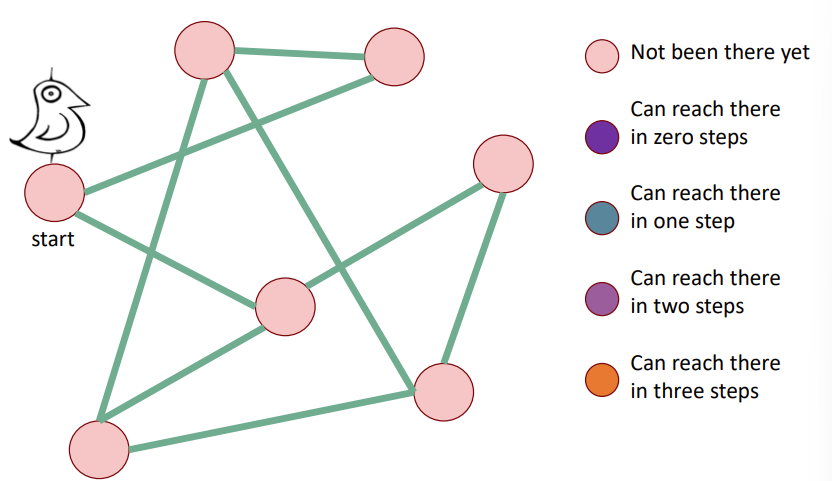 start
Not been there yet
Can reach there
in zero steps
Can reach there
in one step
Can reach there
in two steps
Can reach there
in three steps